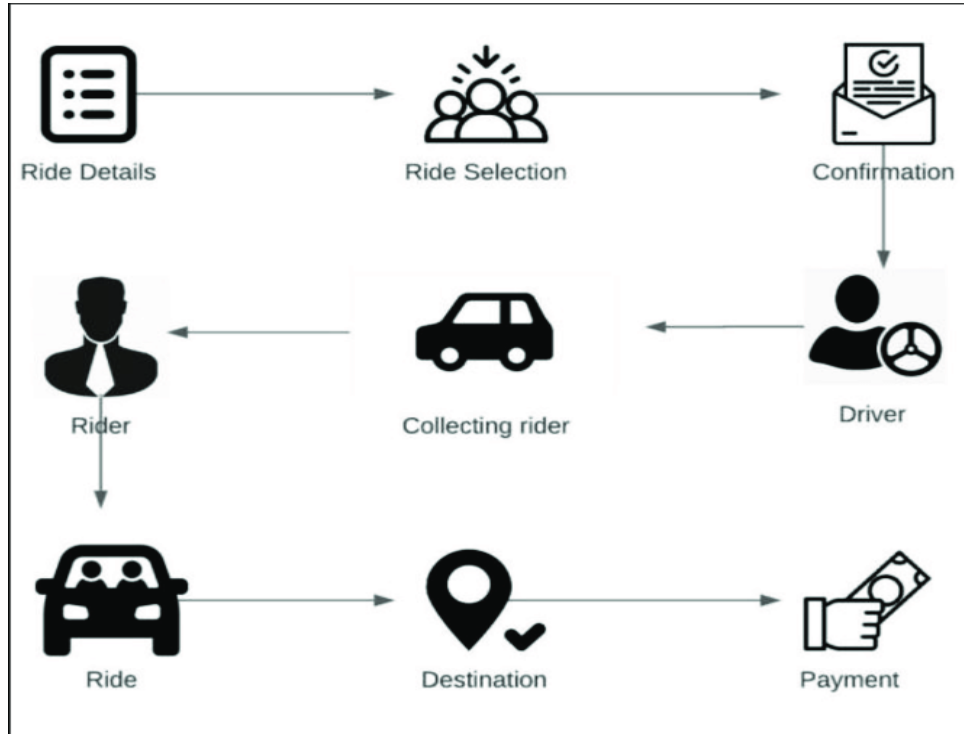 Ride Details
Ride Selection
Confirmation
Rider
Collecting rider
Driver
Ride
Destination
Payment